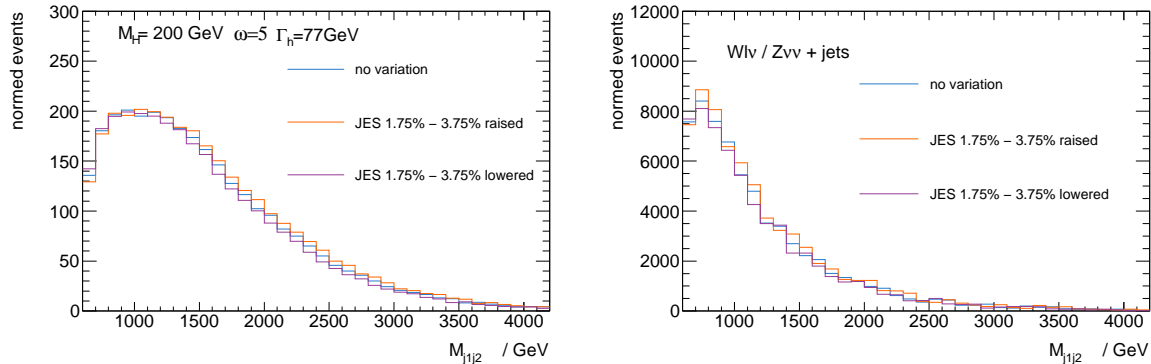 normed events
M_H= 200 GeV ω=5 Γ_h=77GeV
no variation
JES 1.75% − 3.75% raised
JES 1.75% − 3.75% lowered
300
250
200
150
100
50
0
1000 1500 2000 2500 3000 3500 4000
M_j1j2 / GeV
normed events
Wlν / Zνν + jets
no variation
JES 1.75% − 3.75% raised
JES 1.75% − 3.75% lowered
12000
10000
8000
6000
4000
2000
0
1000 1500 2000 2500 3000 3500 4000
M_j1j2 / GeV